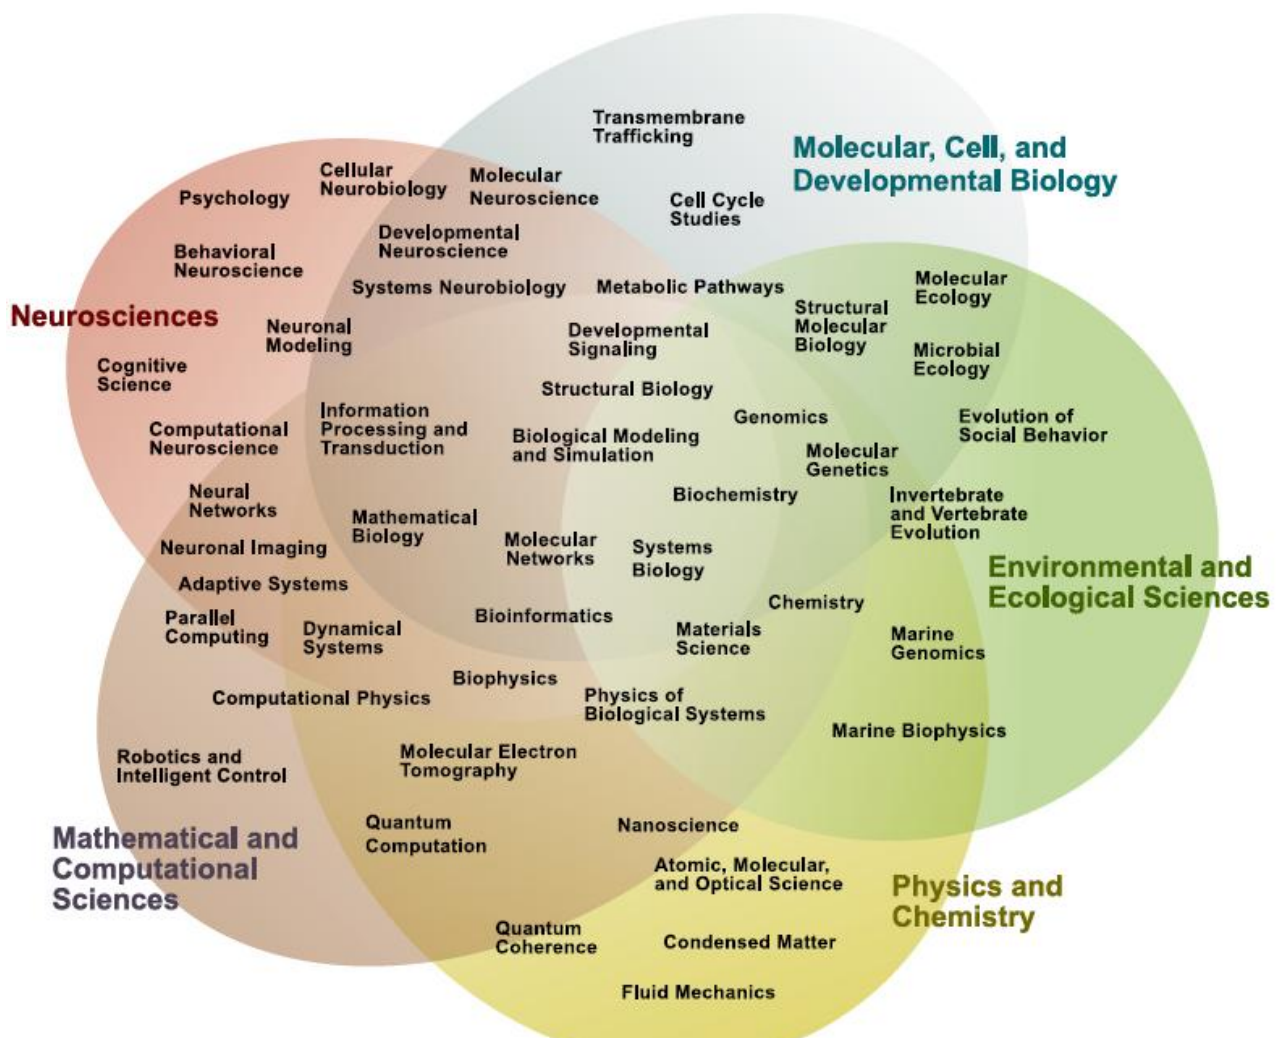 Transmembrane
Trafficking
Molecular, Cell, and
Developmental Biology
Cellular
Neurobiology
Molecular
Neuroscience
Psychology
Cell Cycle
Studies
Developmental
Neuroscience
Behavioral
Neuroscience
Systems Neurobiology
Metabolic Pathways
Molecular
Ecology
Structural
Molecular
Biology
Neurosciences
Neuronal
Modeling
Developmental
Signaling
Microbial
Ecology
Cognitive
Science
Structural Biology
Information
Processing and
Transduction
Genomics
Evolution of
Social Behavior
Computational
Neuroscience
Biological Modeling
and Simulation
Molecular
Genetics
Neural
Networks
Biochemistry
Invertebrate
and Vertebrate
Evolution
Mathematical
Biology
Molecular
Networks
Systems
Biology
Neuronal Imaging
Environmental and
Ecological Sciences
Adaptive Systems
Chemistry
Parallel
Computing
Dynamical
Systems
Bioinformatics
Materials
Science
Marine
Genomics
Biophysics
Computational Physics
Physics of
Biological Systems
Marine Biophysics
Robotics and
Intelligent Control
Molecular Electron
Tomography
Mathematical and
Computational
Sciences
Quantum
Computation
Nanoscience
Atomic, Molecular,
and Optical Science
Physics and
Chemistry
Quantum
Coherence
Condensed Matter
Fluid Mechanics